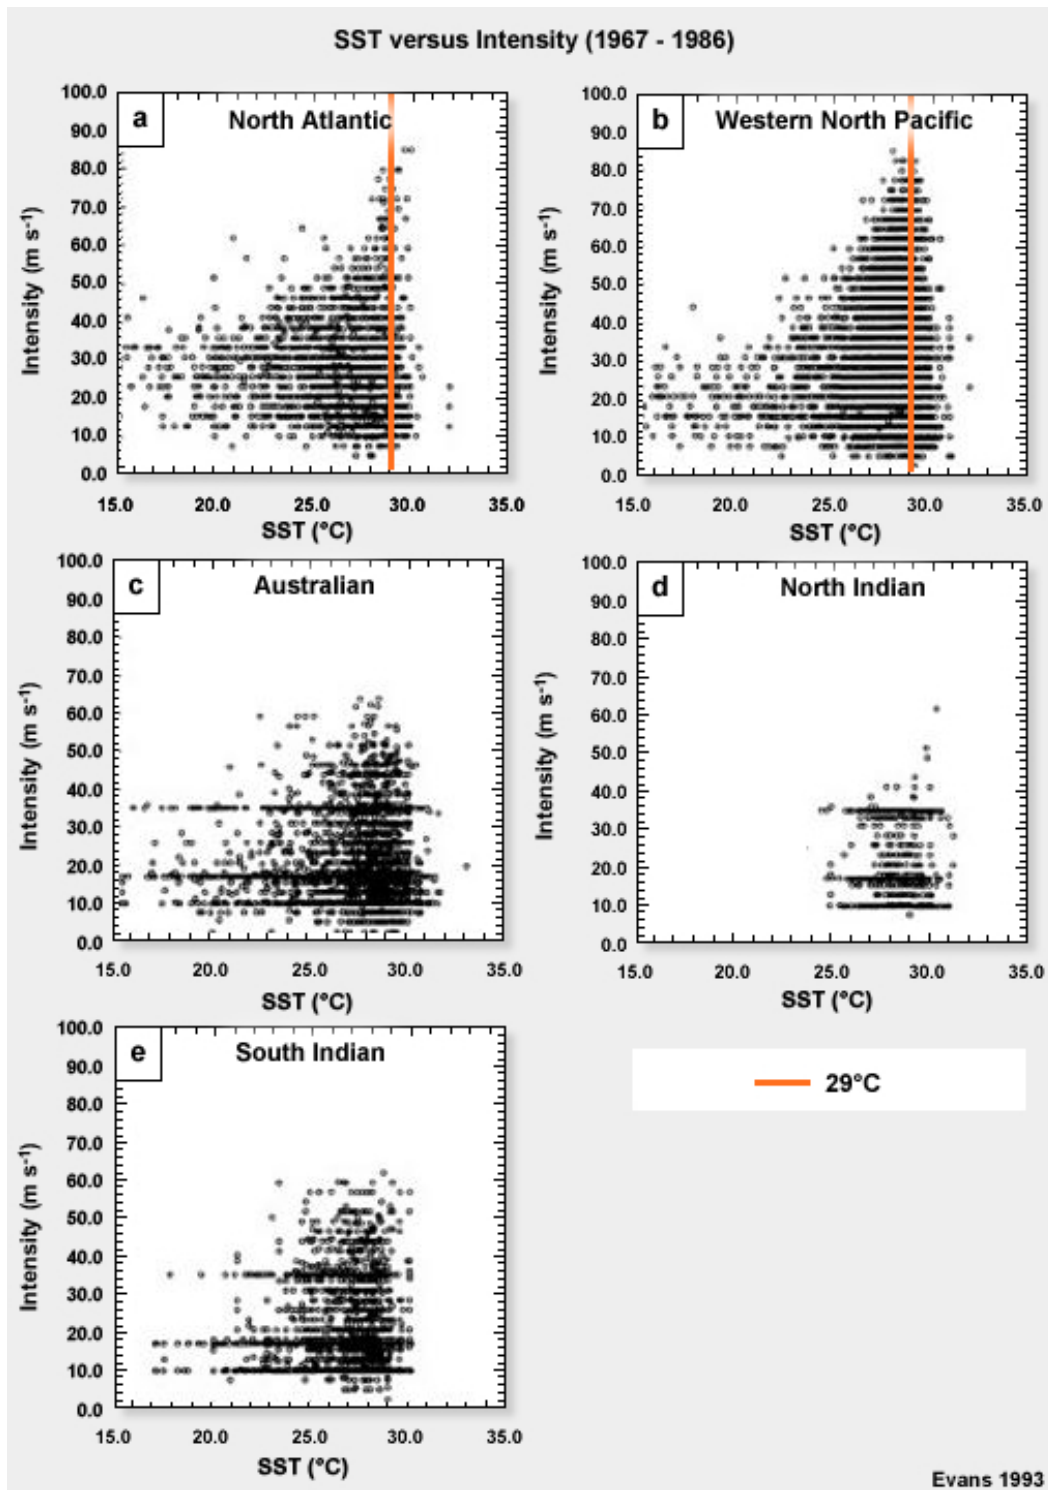 SST versus Intensity (1967 - 1986)
a
North Atlantic
100.0
90.0
80.0
70.0
60.0
50.0
40.0
30.0
20.0
10.0
0.0
Intensity (m s⁻¹)
15.0 20.0 25.0 30.0 35.0
SST (°C)
b
Western North Pacific
100.0
90.0
80.0
70.0
60.0
50.0
40.0
30.0
20.0
10.0
0.0
Intensity (m s⁻¹)
15.0 20.0 25.0 30.0 35.0
SST (°C)
c
Australian
100.0
90.0
80.0
70.0
60.0
50.0
40.0
30.0
20.0
10.0
0.0
Intensity (m s⁻¹)
15.0 20.0 25.0 30.0 35.0
SST (°C)
d
North Indian
100.0
90.0
80.0
70.0
60.0
50.0
40.0
30.0
20.0
10.0
0.0
Intensity (m s⁻¹)
15.0 20.0 25.0 30.0 35.0
SST (°C)
e
South Indian
100.0
90.0
80.0
70.0
60.0
50.0
40.0
30.0
20.0
10.0
0.0
Intensity (m s⁻¹)
15.0 20.0 25.0 30.0 35.0
SST (°C)
29°C
Evans 1993